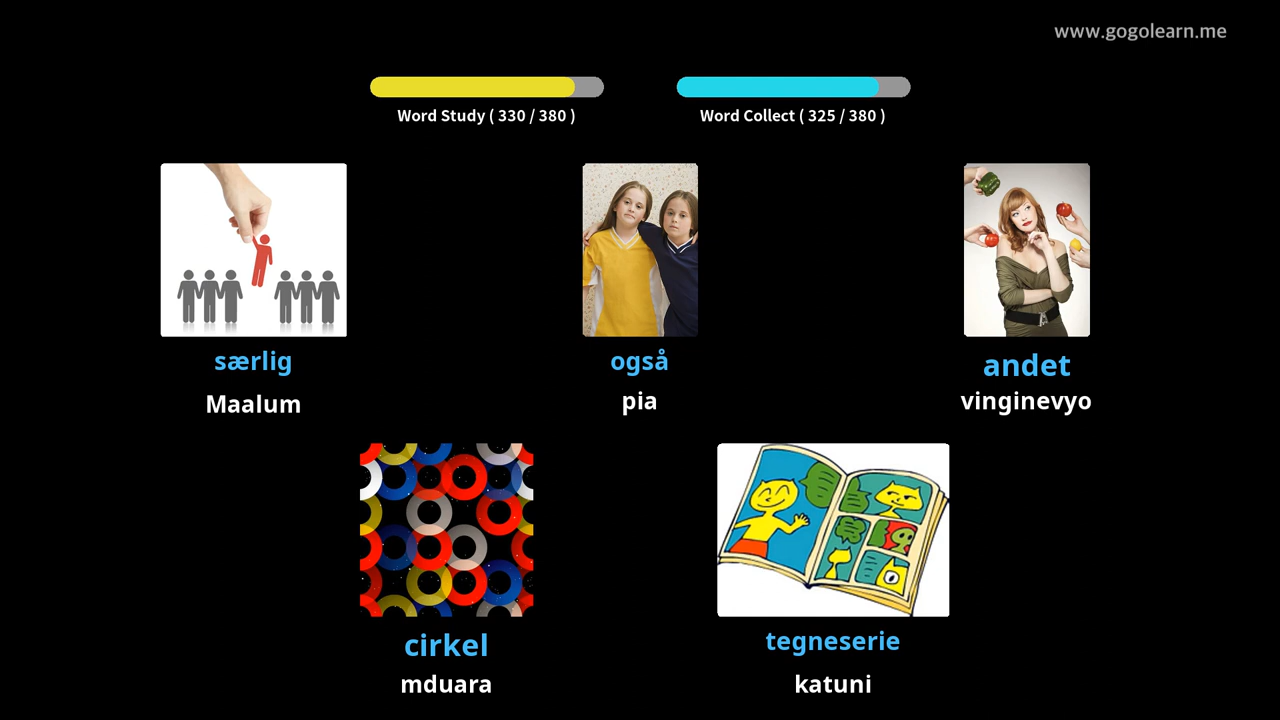 www.gogolearn.me
Word Study ( 330 / 380 )
Word Collect ( 325 / 380 )
særlig
Maalum
også
pia
andet
vinginevyo
cirkel
mduara
tegneserie
katuni